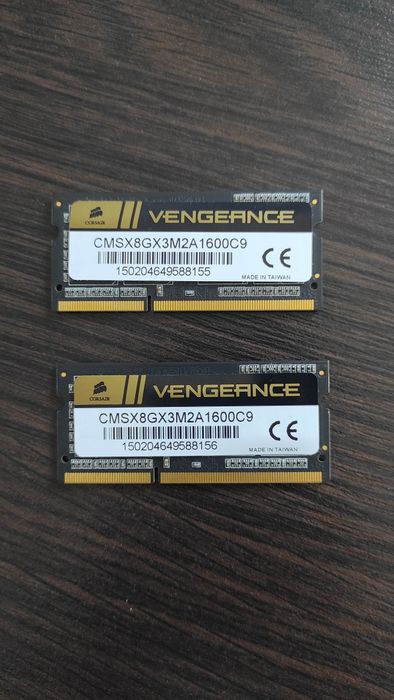 CORSAIR
VENGEANCE
CMSX8GX3M2A1600C9
150204649588155
CE
MADE IN TAIWAN
CORSAIR
VENGEANCE
CMSX8GX3M2A1600C9
150204649588156
CE
MADE IN TAIWAN